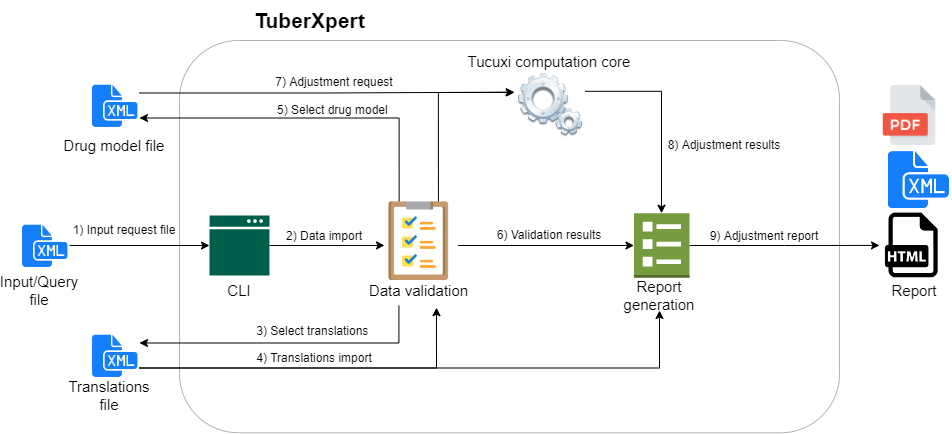 TuberXpert
Tucuxi computation core
7) Adjustment request
5) Select drug model
XML
Drug model file
8) Adjustment results
PDF
XML
1) Input request file
2) Data import
6) Validation results
9) Adjustment report
XML
HTML
Input/Query
file
CLI
Data validation
Report
generation
Report
3) Select translations
4) Translations import
XML
Translations
file